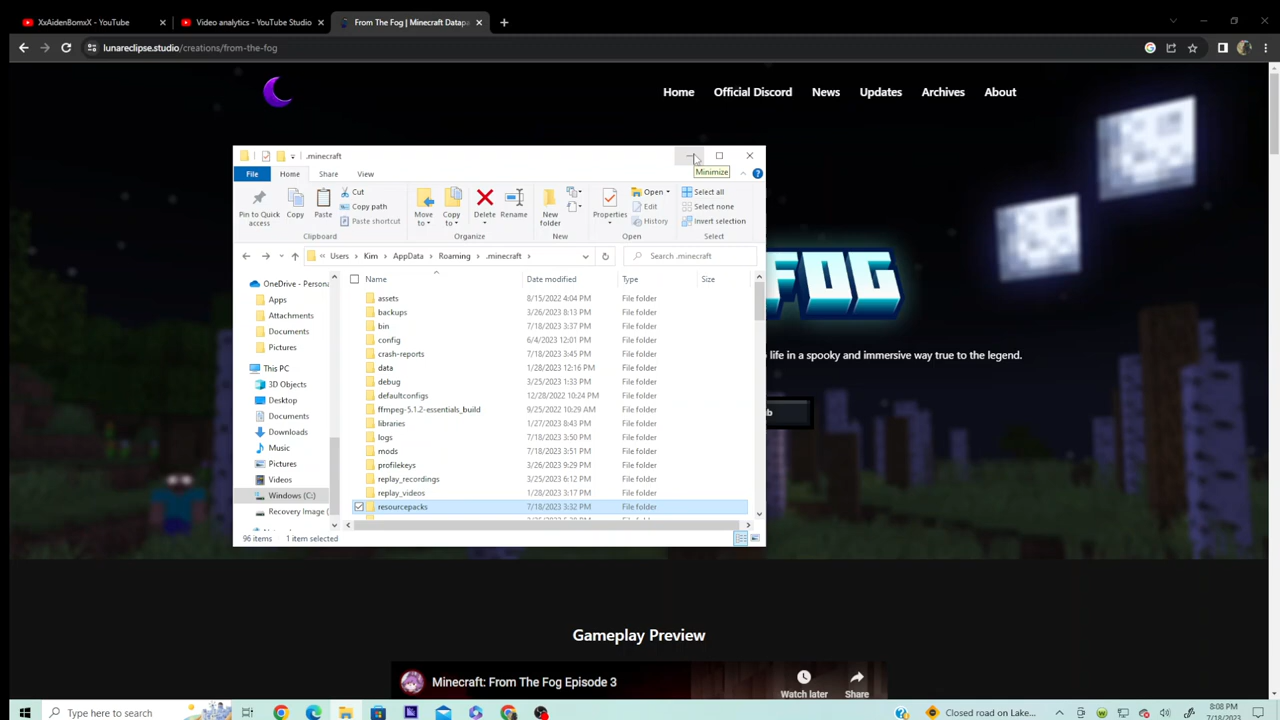 XxAidenBomxX - YouTube
Video analytics - YouTube Studio
From The Fog | Minecraft Datapa
lunareclipse.studio/creations/from-the-fog
Home
Official Discord
News
Updates
Archives
About
.minecraft
Minimize
File
Home
Share
View
Pin to Quick access
Copy
Paste
Cut
Copy path
Paste shortcut
Move to
Copy to
Delete
Rename
New folder
Properties
Open
Edit
History
Select all
Select none
Invert selection
Clipboard
Organize
New
Open
Select
Users > Kim > AppData > Roaming > .minecraft >
Search .minecraft
Name
Date modified
Type
Size
OneDrive - Persona
Apps
Attachments
Documents
Pictures
This PC
3D Objects
Desktop
Documents
Downloads
Music
Pictures
Videos
Windows (C:)
Recovery Image (
assets 8/15/2022 4:04 PM File folder
backups 3/26/2023 8:13 PM File folder
bin 7/18/2023 3:37 PM File folder
config 6/4/2023 12:01 PM File folder
crash-reports 7/18/2023 3:45 PM File folder
data 1/28/2023 12:16 PM File folder
debug 3/25/2023 1:33 PM File folder
defaultconfigs 12/28/2022 10:24 PM File folder
ffmpeg-5.1.2-essentials_build 9/25/2022 10:29 AM File folder
libraries 1/27/2023 8:43 PM File folder
logs 7/18/2023 3:50 PM File folder
mods 7/18/2023 3:51 PM File folder
profilekeys 3/26/2023 9:29 PM File folder
replay_recordings 3/25/2023 6:12 PM File folder
replay_videos 1/28/2023 3:17 PM File folder
resourcepacks 7/18/2023 3:32 PM File folder
96 items
1 item selected
FOG
life in a spooky and immersive way true to the legend.
b
Gameplay Preview
Minecraft: From The Fog Episode 3
Watch later
Share
Type here to search
Closed road on Lake...
8:08 PM
7/18/2023